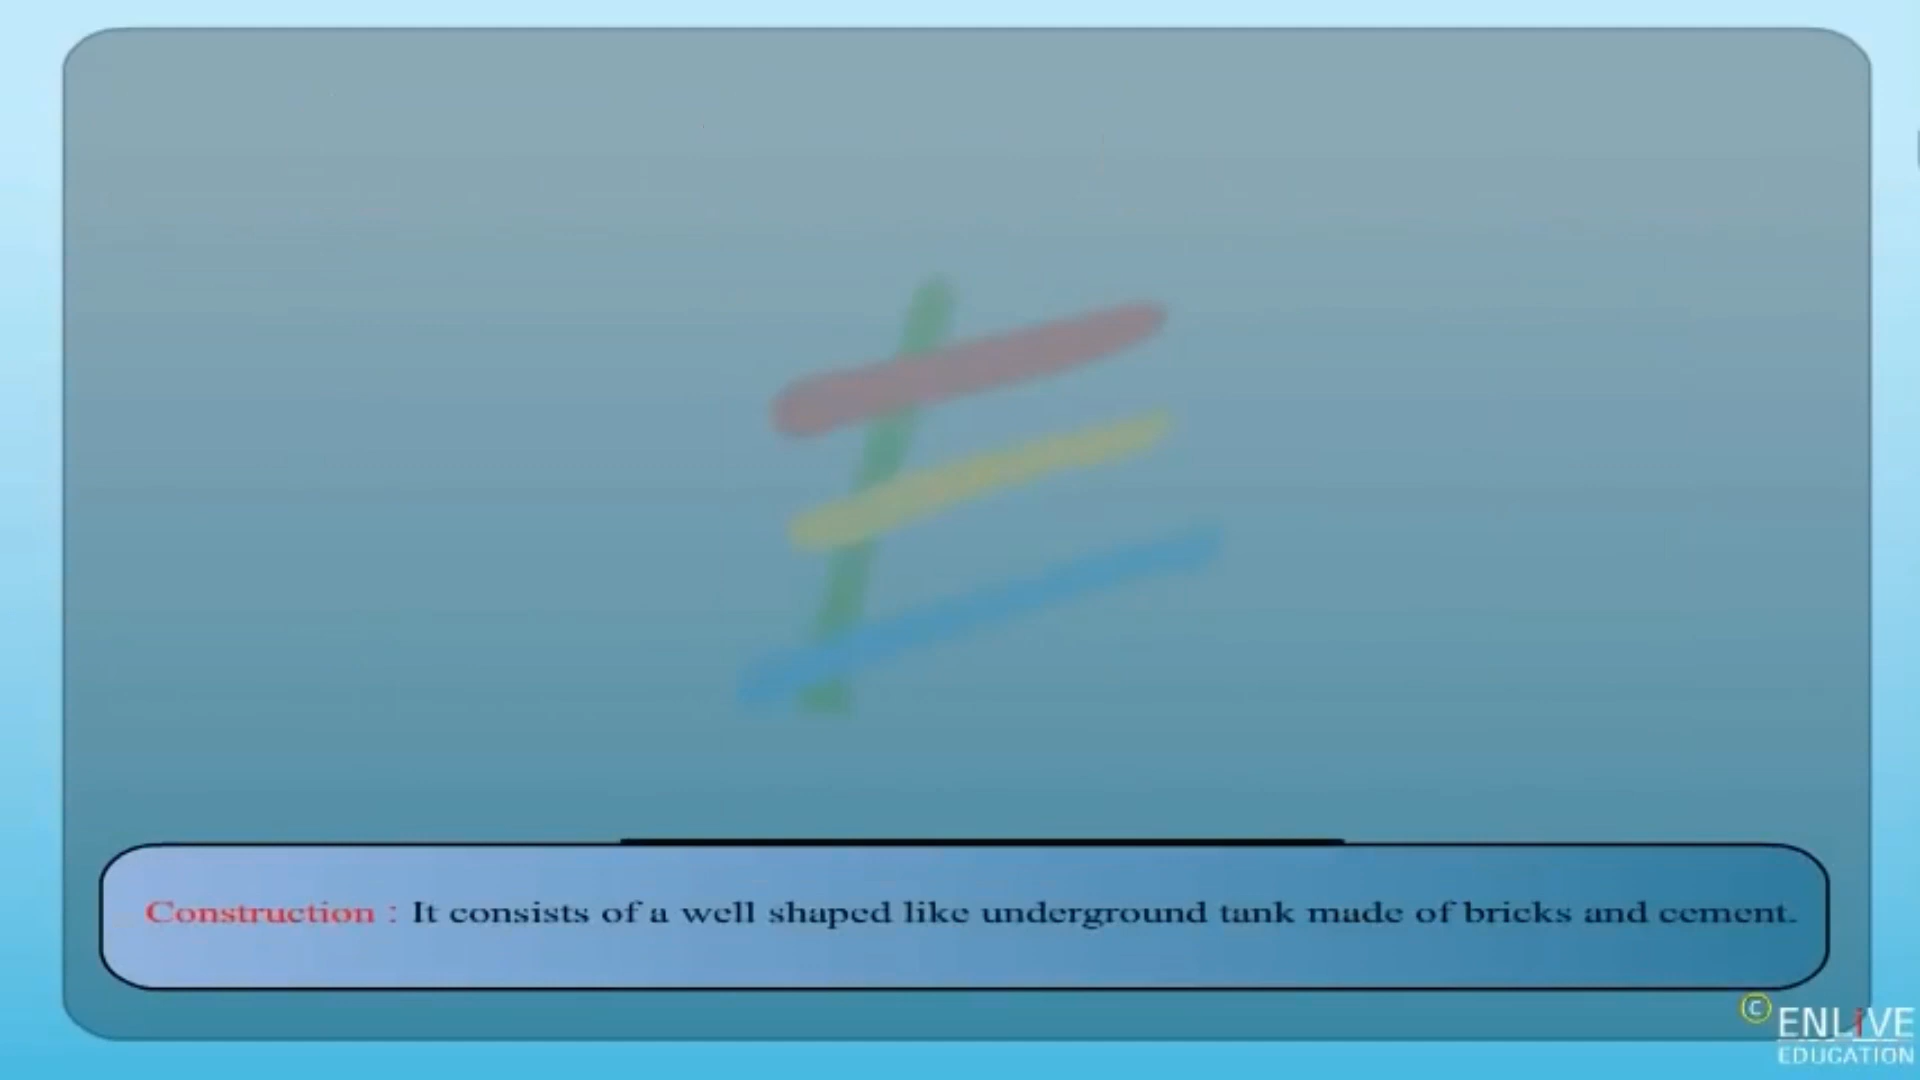 Construction : It consists of a well shaped like underground tank made of bricks and cement.
© ENLiVE
EDUCATION